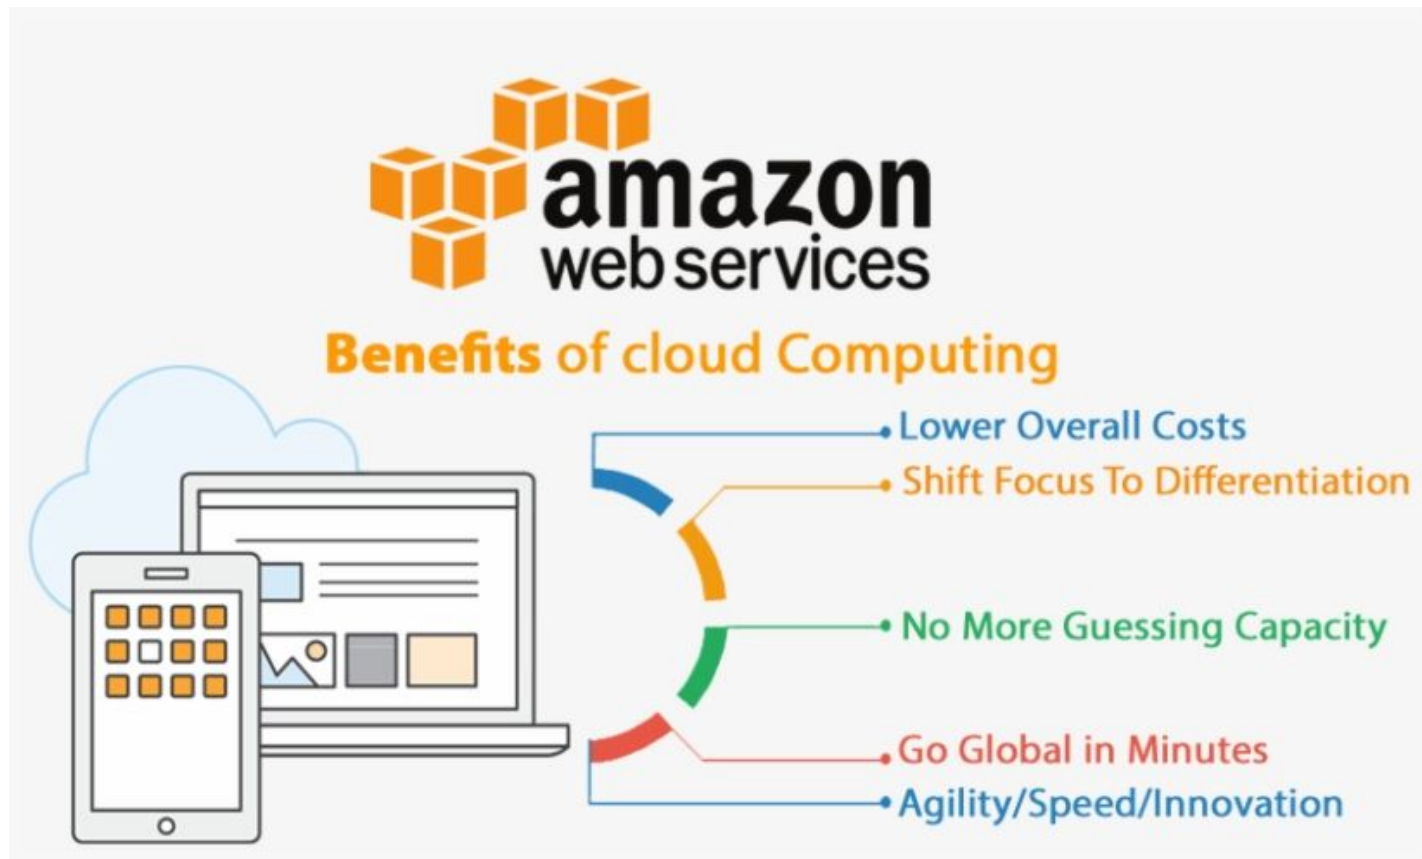 amazon
web services
Benefits of cloud Computing
Lower Overall Costs
Shift Focus To Differentiation
No More Guessing Capacity
Go Global in Minutes
Agility/Speed/Innovation